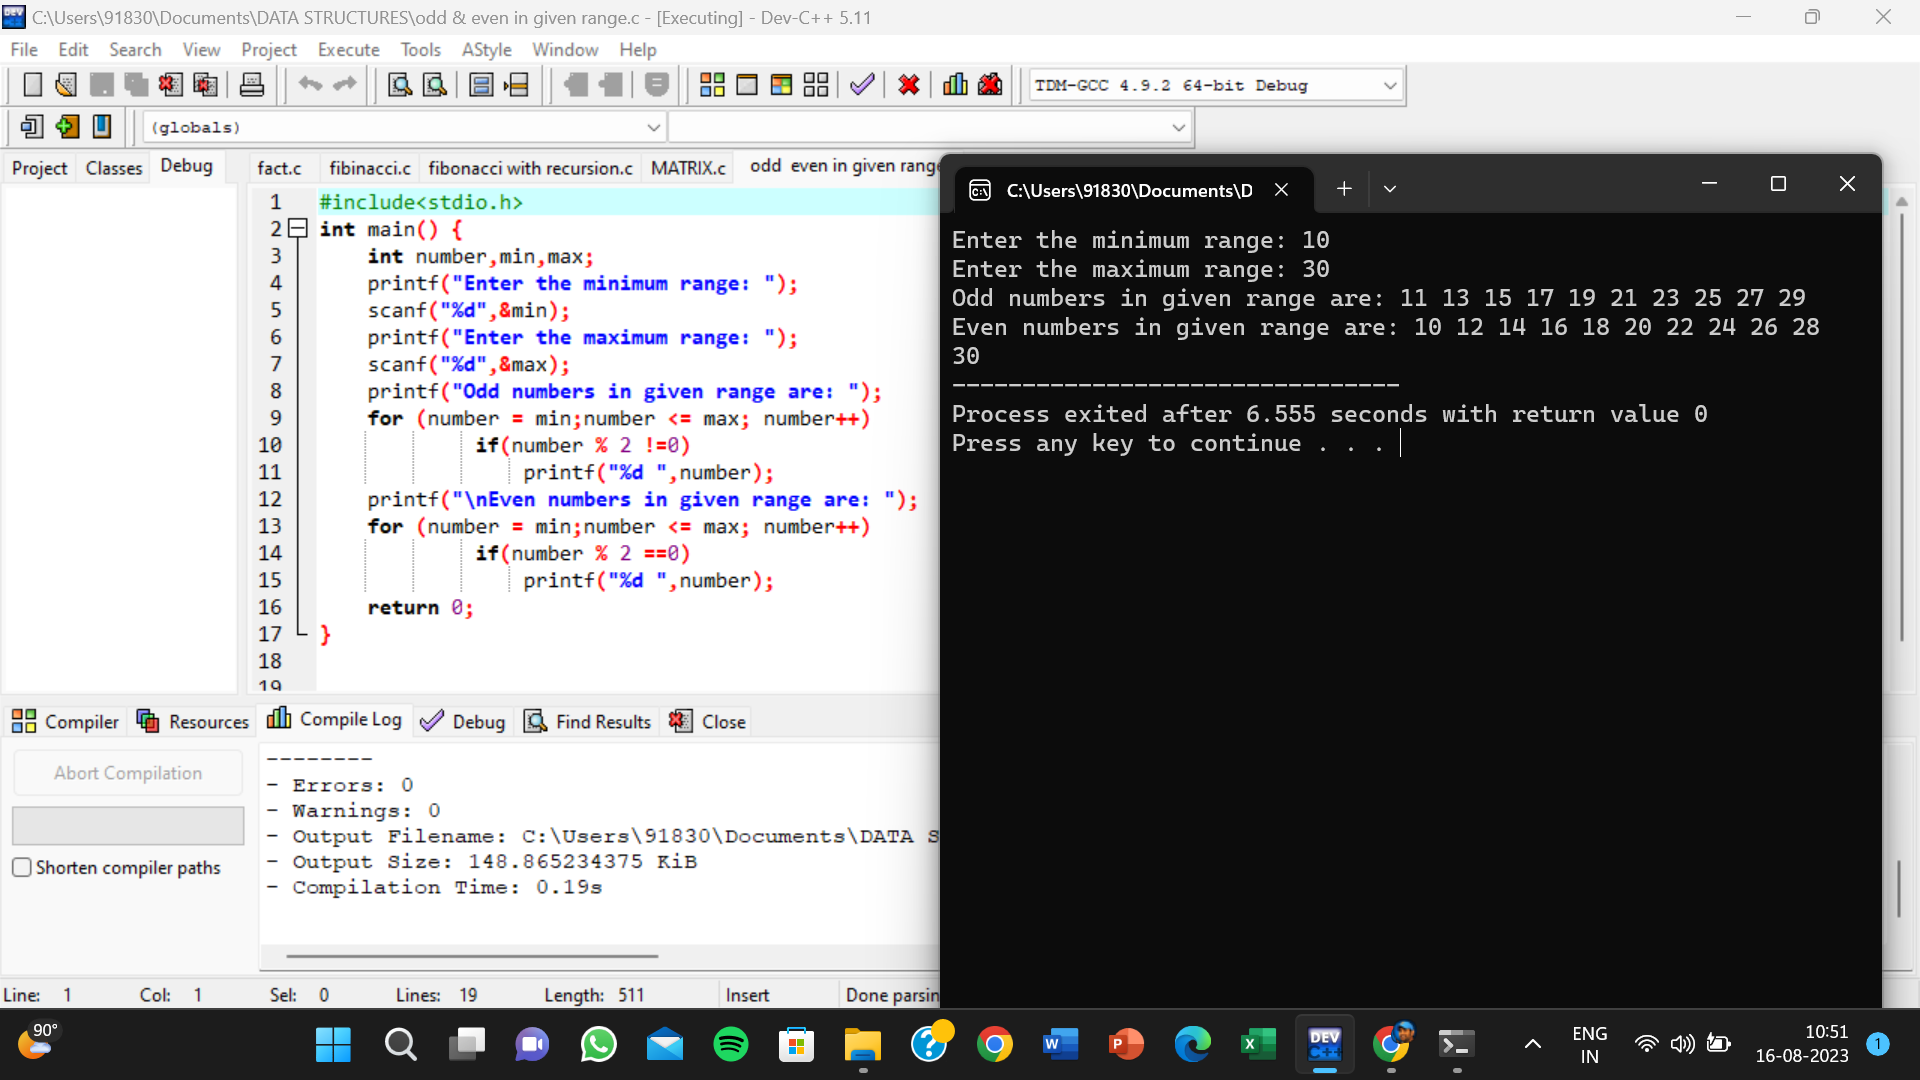 C:\Users\91830\Documents\DATA STRUCTURES\odd & even in given range.c - [Executing] - Dev-C++ 5.11
File Edit Search View Project Execute Tools AStyle Window Help
TDM-GCC 4.9.2 64-bit Debug
(globals)
Project Classes Debug
fact.c fibinacci.c fibonacci with recursion.c MATRIX.c odd even in given range
1 #include<stdio.h>
2 int main() {
3 int number,min,max;
4 printf("Enter the minimum range: ");
5 scanf("%d",&min);
6 printf("Enter the maximum range: ");
7 scanf("%d",&max);
8 printf("Odd numbers in given range are: ");
9 for (number = min;number <= max; number++)
10 if(number % 2 !=0)
11 printf("%d ",number);
12 printf("\nEven numbers in given range are: ");
13 for (number = min;number <= max; number++)
14 if(number % 2 ==0)
15 printf("%d ",number);
16 return 0;
17 }
18
19
C:\Users\91830\Documents\D
Enter the minimum range: 10
Enter the maximum range: 30
Odd numbers in given range are: 11 13 15 17 19 21 23 25 27 29
Even numbers in given range are: 10 12 14 16 18 20 22 24 26 28
30
--------------------------------
Process exited after 6.555 seconds with return value 0
Press any key to continue . . .
Compiler Resources Compile Log Debug Find Results Close
Abort Compilation
Shorten compiler paths
--------
- Errors: 0
- Warnings: 0
- Output Filename: C:\Users\91830\Documents\DATA S
- Output Size: 148.865234375 KiB
- Compilation Time: 0.19s
Line: 1 Col: 1 Sel: 0 Lines: 19 Length: 511 Insert Done parsin
90°
DEV C++
ENG
IN
10:51
16-08-2023
1